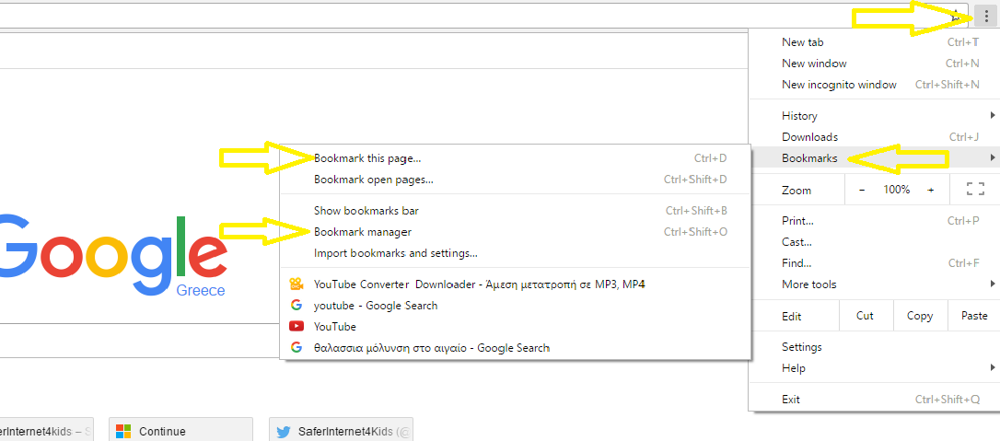 New tab Ctrl+T
New window Ctrl+N
New incognito window Ctrl+Shift+N
History
Downloads Ctrl+J
Bookmarks
Zoom - 100% +
Print... Ctrl+P
Cast...
Find... Ctrl+F
More tools
Edit Cut Copy Paste
Settings
Help
Exit Ctrl+Shift+Q
Bookmark this page... Ctrl+D
Bookmark open pages... Ctrl+Shift+D
Show bookmarks bar Ctrl+Shift+B
Bookmark manager Ctrl+Shift+O
Import bookmarks and settings...
YouTube Converter Downloader - Άμεση μετατροπή σε MP3, MP4
youtube - Google Search
YouTube
θαλασσια μόλυνση στο αιγαίο - Google Search
Google
Greece
erInternet4kids – S
Continue
SaferInternet4Kids (@